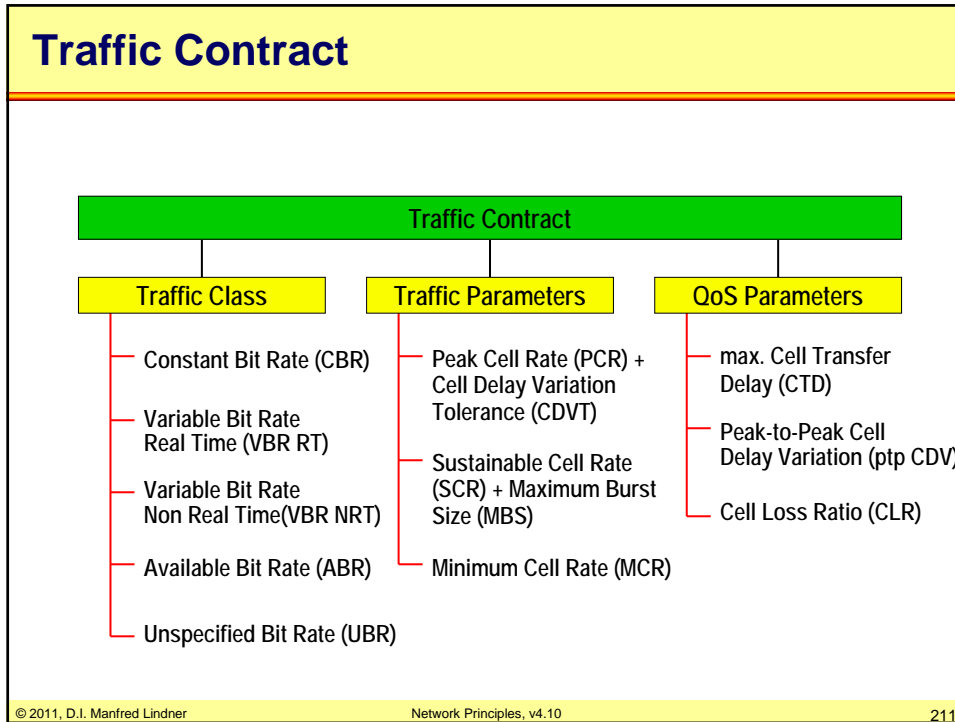 Traffic Contract
Traffic Contract
Traffic Class
Traffic Parameters
QoS Parameters
Constant Bit Rate (CBR)
Variable Bit Rate
Real Time (VBR RT)
Variable Bit Rate
Non Real Time(VBR NRT)
Available Bit Rate (ABR)
Unspecified Bit Rate (UBR)
Peak Cell Rate (PCR) +
Cell Delay Variation
Tolerance (CDVT)
Sustainable Cell Rate
(SCR) + Maximum Burst
Size (MBS)
Minimum Cell Rate (MCR)
max. Cell Transfer
Delay (CTD)
Peak-to-Peak Cell
Delay Variation (ptp CDV)
Cell Loss Ratio (CLR)
© 2011, D.I. Manfred Lindner
Network Principles, v4.10
211